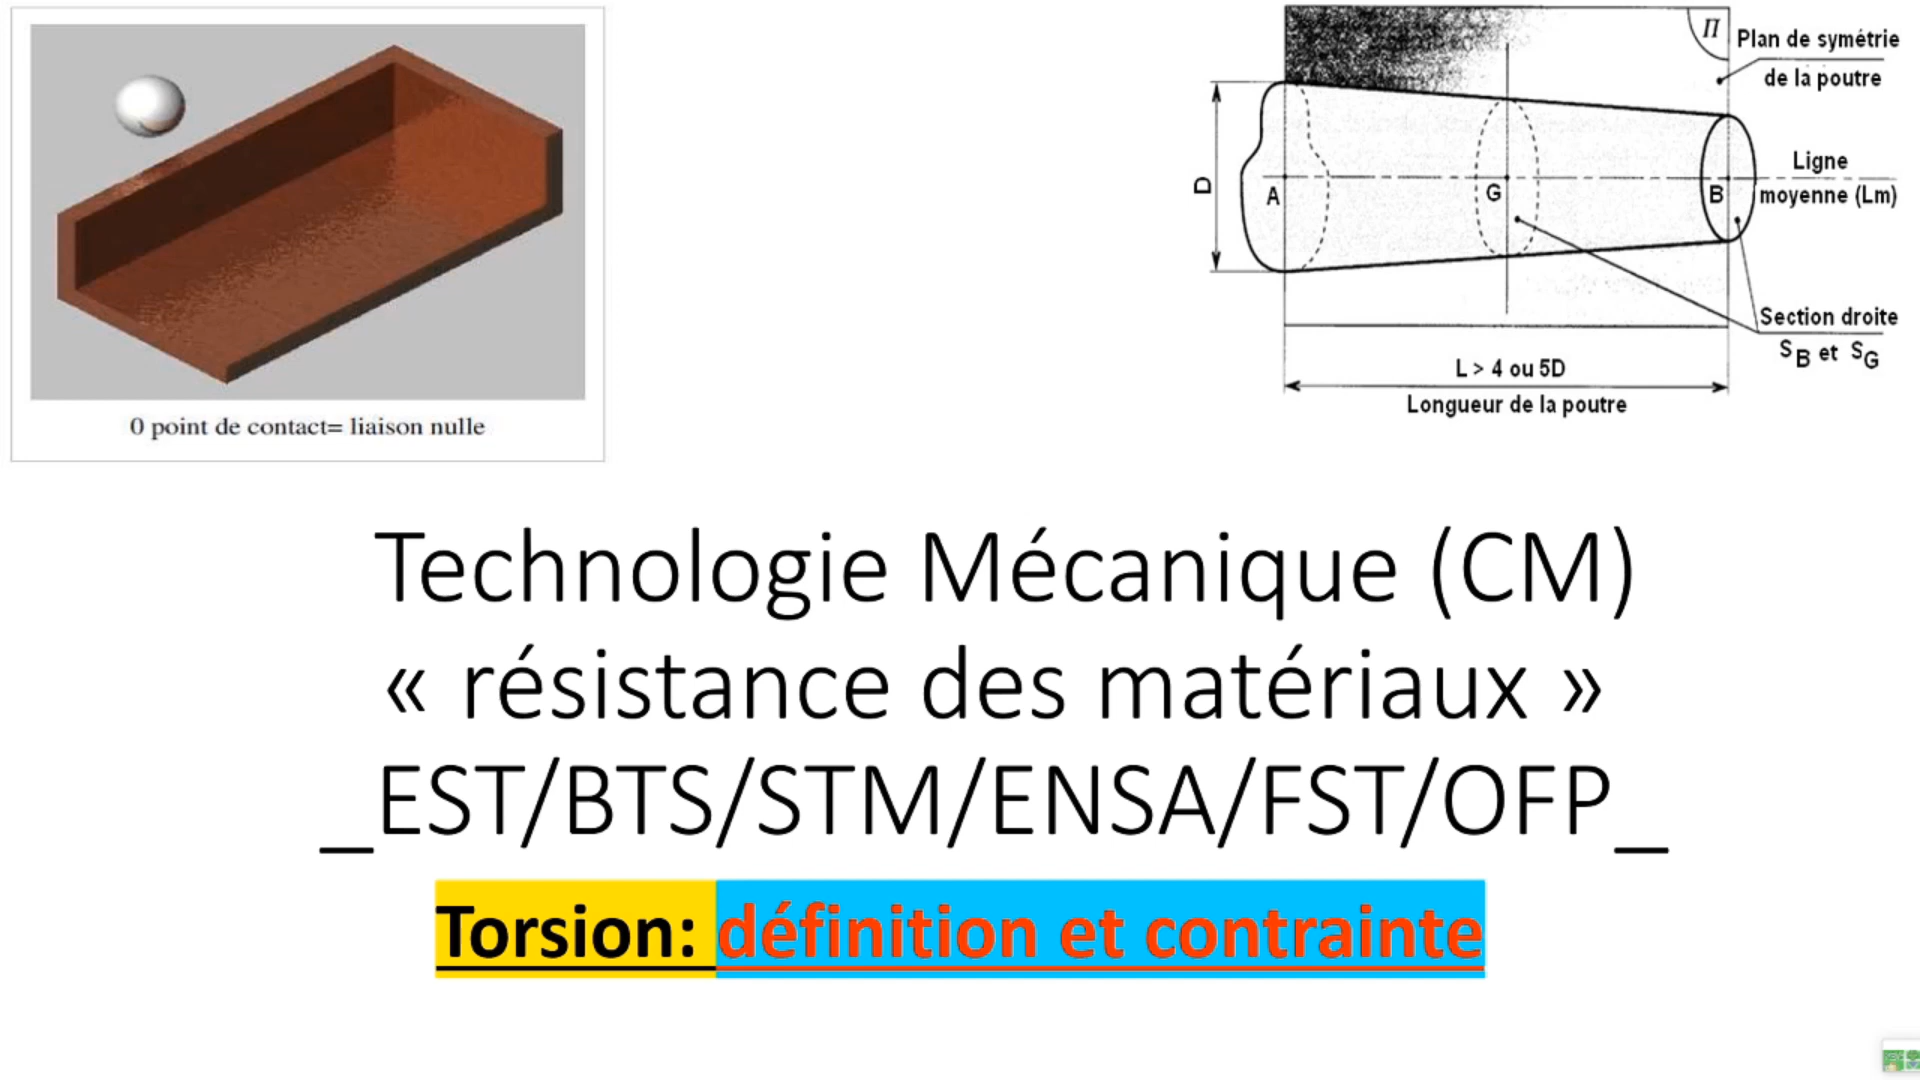 0 point de contact= liaison nulle
Π
Plan de symétrie
de la poutre
D
A
G
B
Ligne
moyenne (Lm)
Section droite
SB et SG
L > 4 ou 5D
Longueur de la poutre
Technologie Mécanique (CM)
« résistance des matériaux »
_EST/BTS/STM/ENSA/FST/OFP_
Torsion: définition et contrainte